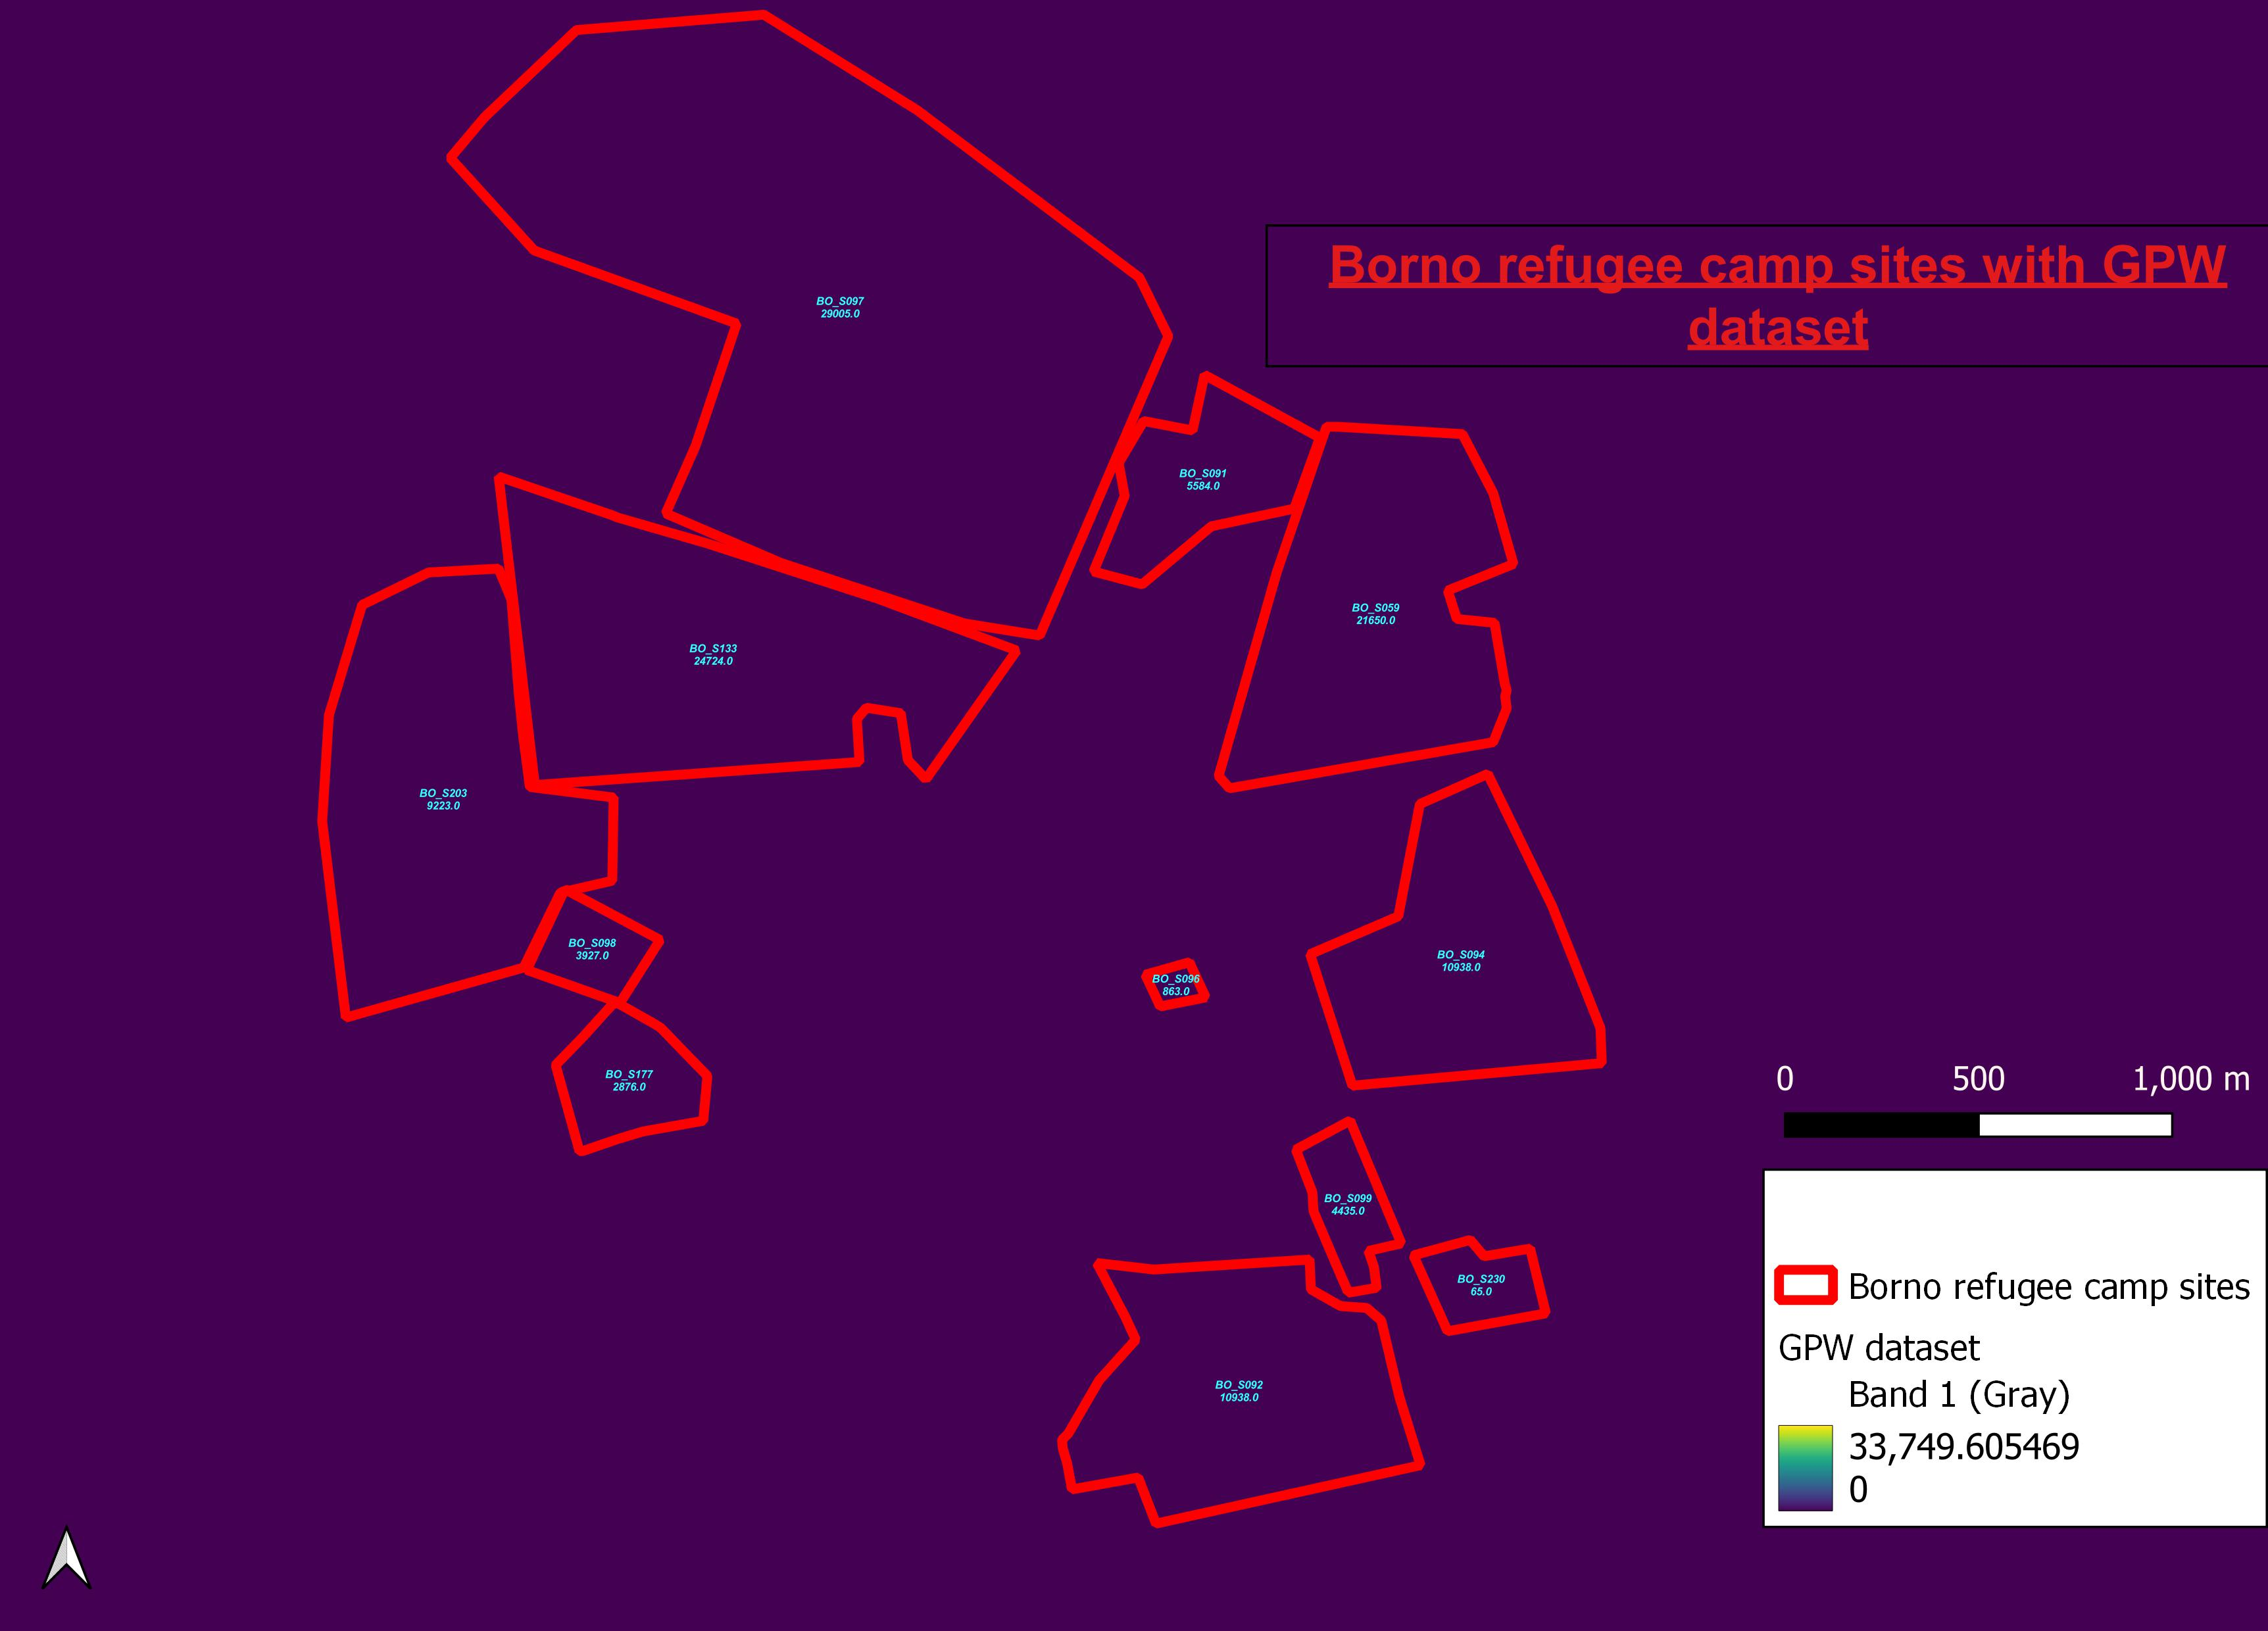 Borno refugee camp sites with GPW
dataset
BO_S097
29005.0
BO_S091
5584.0
BO_S059
21650.0
BO_S133
24724.0
BO_S203
9223.0
BO_S098
3927.0
BO_S096
863.0
BO_S094
10938.0
BO_S177
2876.0
BO_S099
4435.0
BO_S230
65.0
BO_S092
10938.0
0 500 1,000 m
Borno refugee camp sites
GPW dataset
Band 1 (Gray)
33,749.605469
0